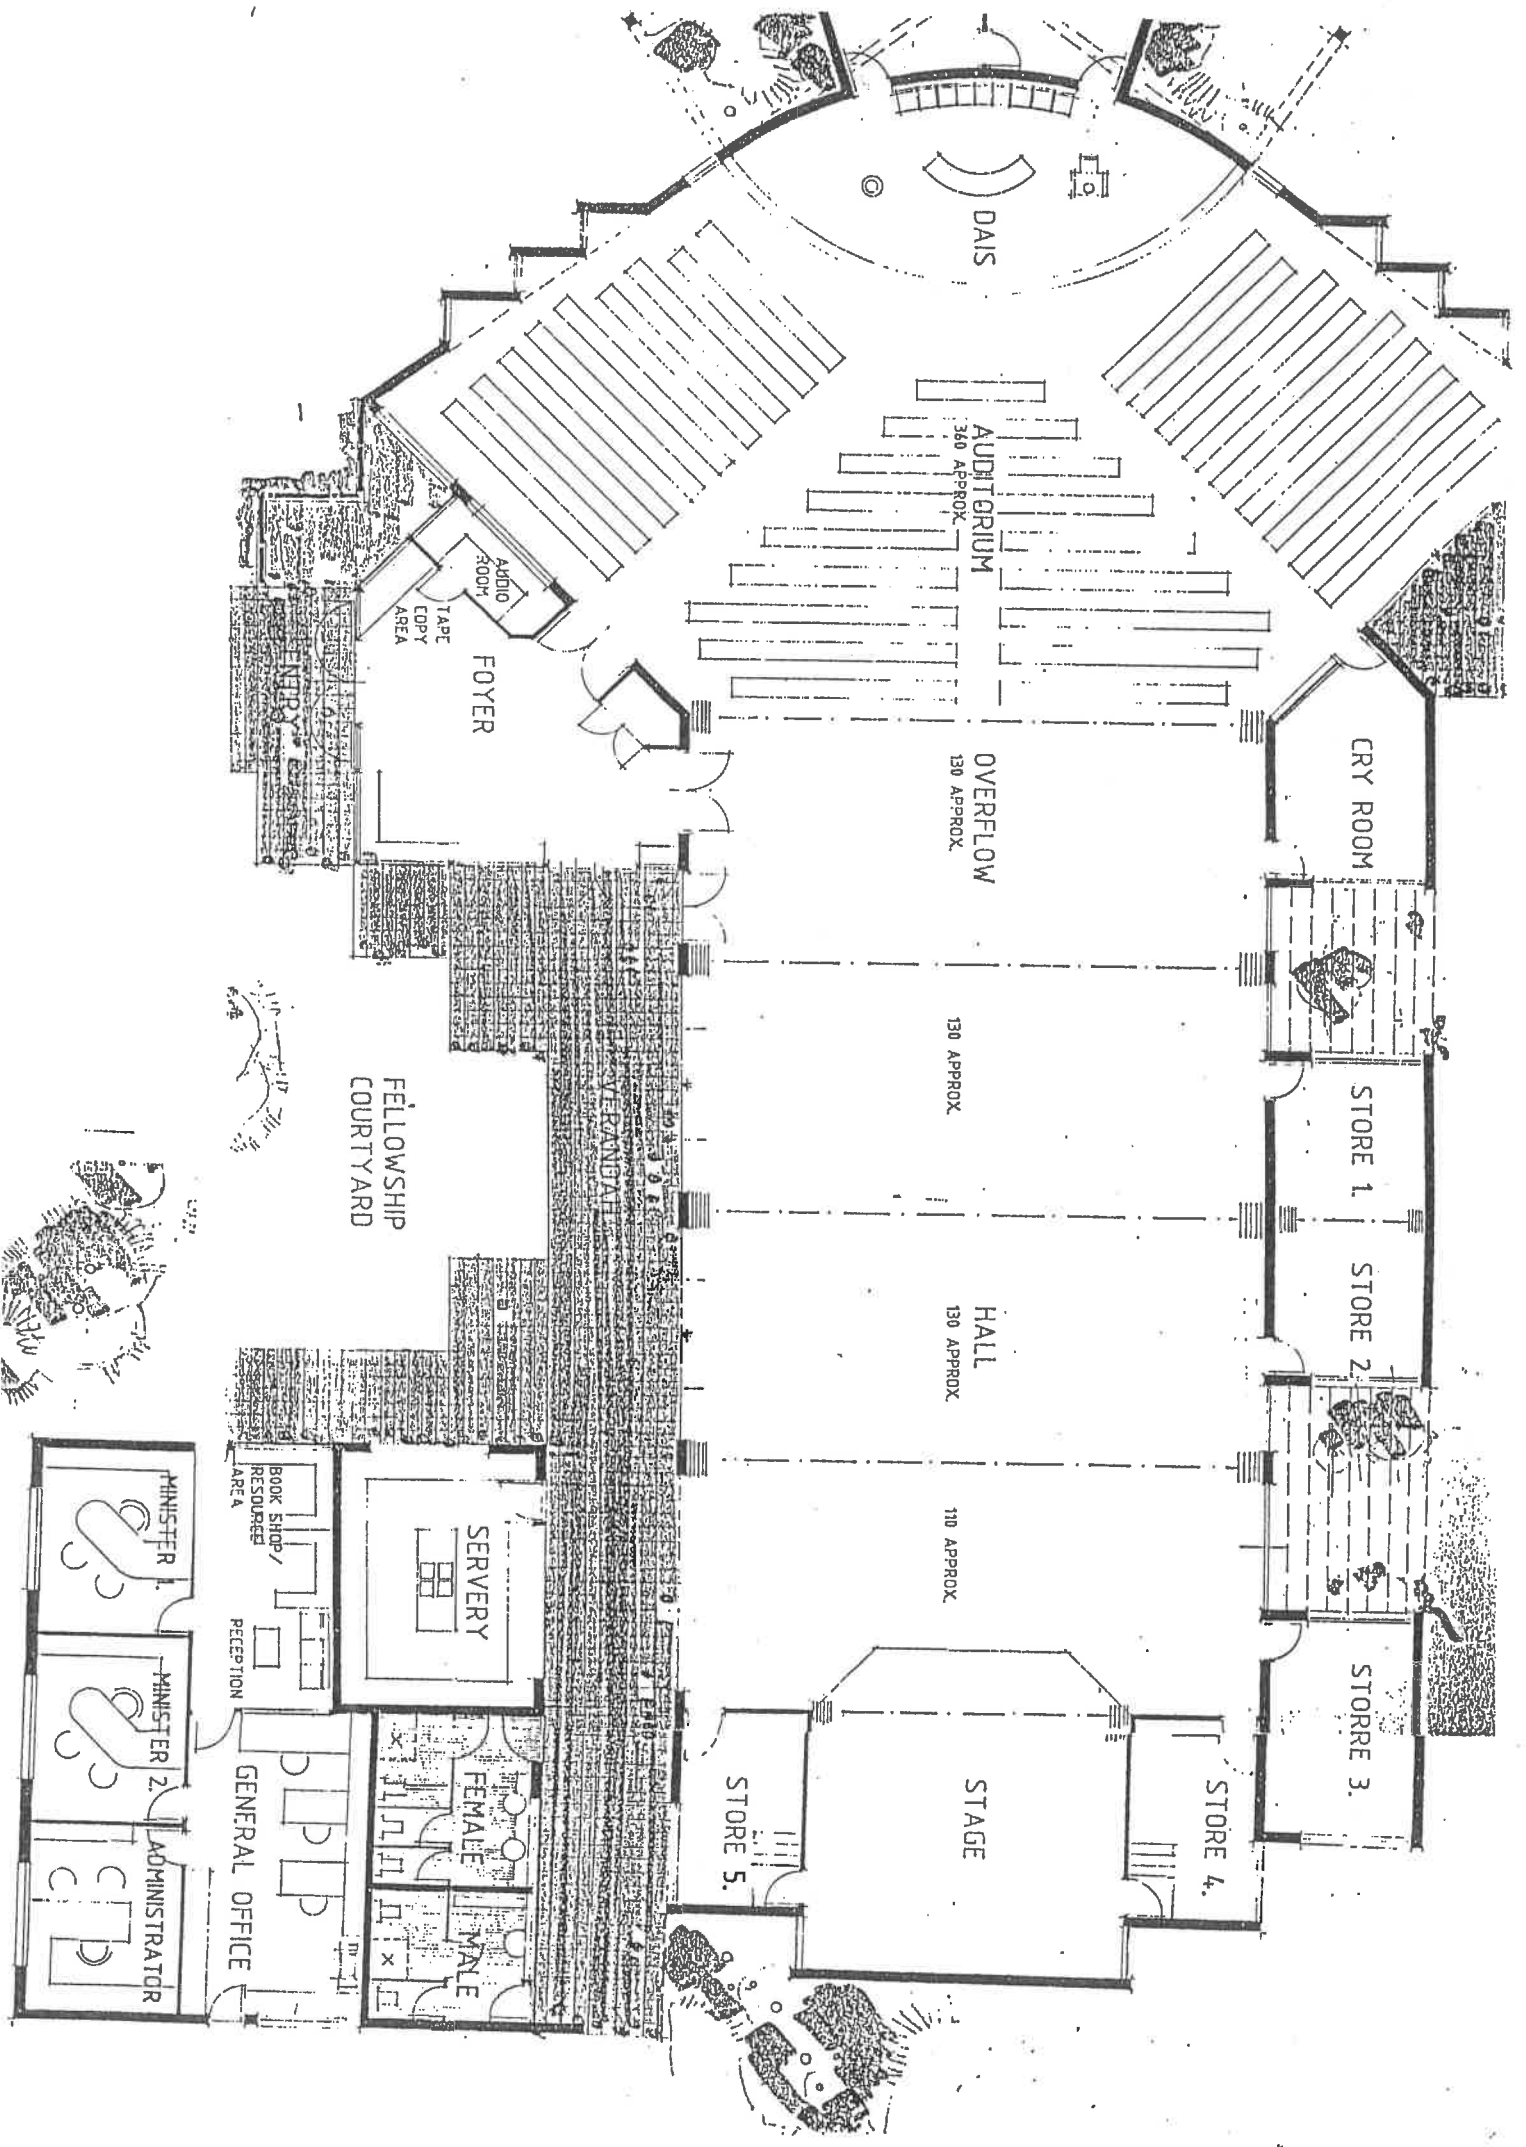 DAIS
AUDITORIUM
360 APPROX.
AUDIO
ROOM
TAPE
COPY
AREA
FOYER
ENTRY
OVERFLOW
130 APPROX.
CRY ROOM
130 APPROX.
STORE 1.
STORE 2.
VERANDAH
FELLOWSHIP
COURTYARD
HALL
130 APPROX.
110 APPROX.
STORE 3.
STORE 4.
STAGE
STORE 5.
SERVERY
BOOK SHOP/
RESOURCE
AREA
RECEPTION
MINISTER 1.
MINISTER 2.
ADMINISTRATOR
GENERAL OFFICE
FEMALE
MALE